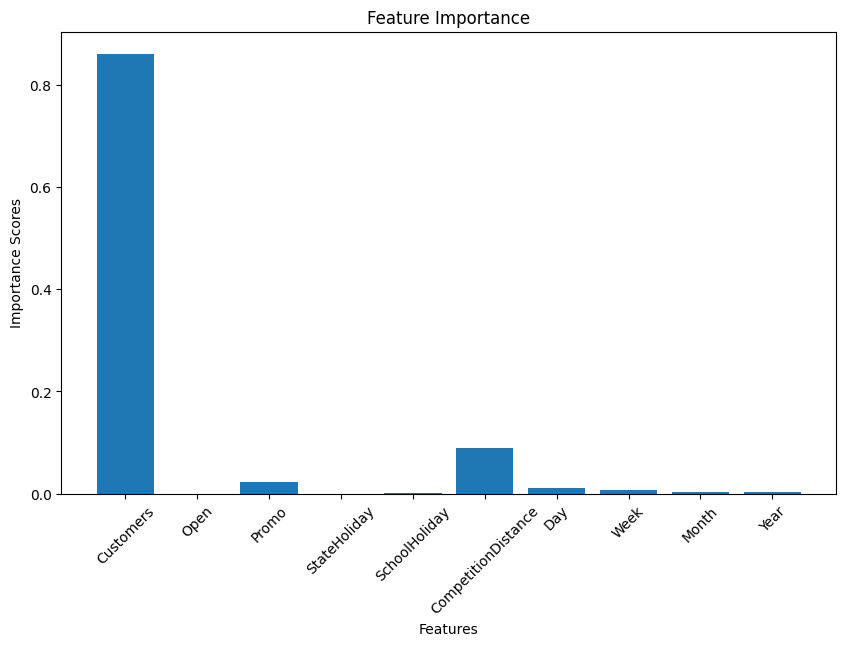 Feature Importance
Importance Scores
0.8
0.6
0.4
0.2
0.0
Customers
Open
Promo
StateHoliday
SchoolHoliday
CompetitionDistance
Day
Week
Month
Year
Features